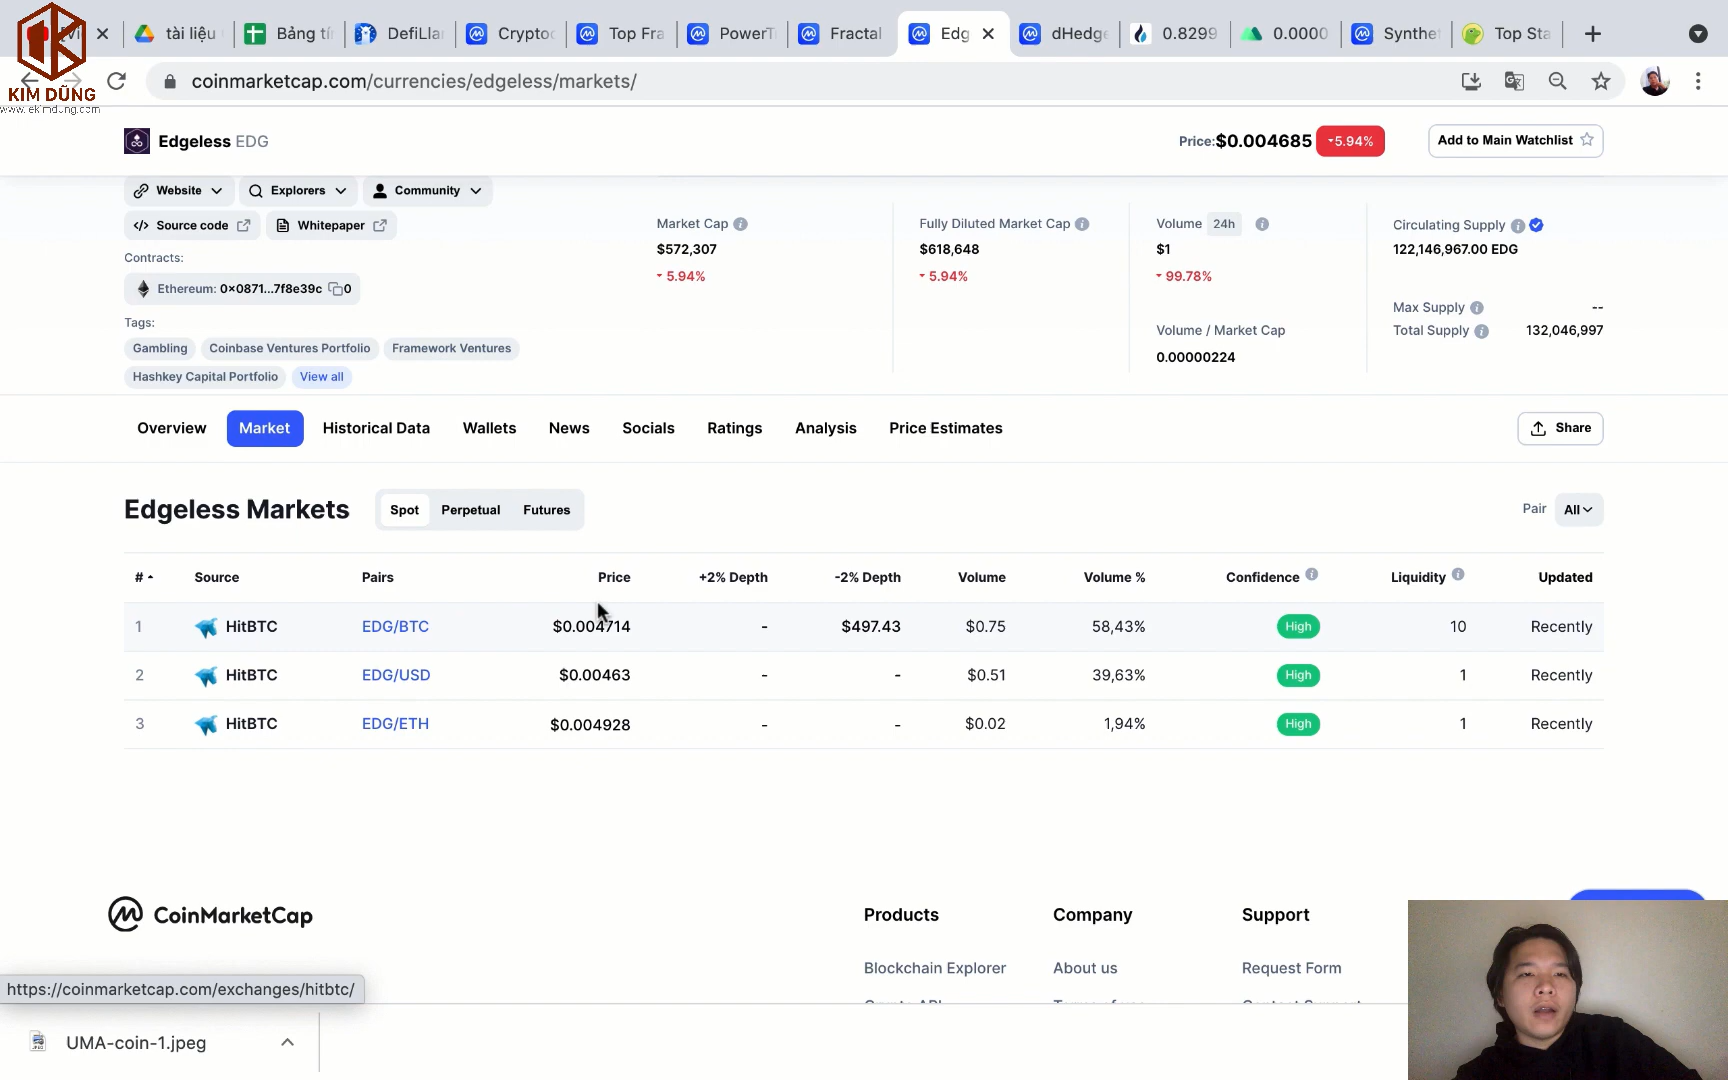 tài liệu
Bảng tín
DefiLlar
Crypto
Top Fra
PowerT
Fractal
Edg
dHedge
0.8299
0.0000
Synthet
Top Sta
KIM DŨNG
coinmarketcap.com/currencies/edgeless/markets/
Edgeless EDG
Price:$0.004685
5.94%
Add to Main Watchlist
Website
Explorers
Community
Source code
Whitepaper
Contracts:
Ethereum: 0x0871...7f8e39c
0
Tags:
Gambling
Coinbase Ventures Portfolio
Framework Ventures
Hashkey Capital Portfolio
View all
Market Cap
$572,307
5.94%
Fully Diluted Market Cap
$618,648
5.94%
Volume 24h
$1
99.78%
Volume / Market Cap
0.00000224
Circulating Supply
122,146,967.00 EDG
Max Supply --
Total Supply 132,046,997
Overview Market Historical Data Wallets News Socials Ratings Analysis Price Estimates
Share
Edgeless Markets
Spot Perpetual Futures
Pair All
# Source Pairs Price +2% Depth -2% Depth Volume Volume % Confidence Liquidity Updated
1 HitBTC EDG/BTC $0.004714 - $497.43 $0.75 58,43% High 10 Recently
2 HitBTC EDG/USD $0.00463 - - $0.51 39,63% High 1 Recently
3 HitBTC EDG/ETH $0.004928 - - $0.02 1,94% High 1 Recently
CoinMarketCap
Products
Company
Support
Blockchain Explorer
About us
Request Form
https://coinmarketcap.com/exchanges/hitbtc/
UMA-coin-1.jpeg